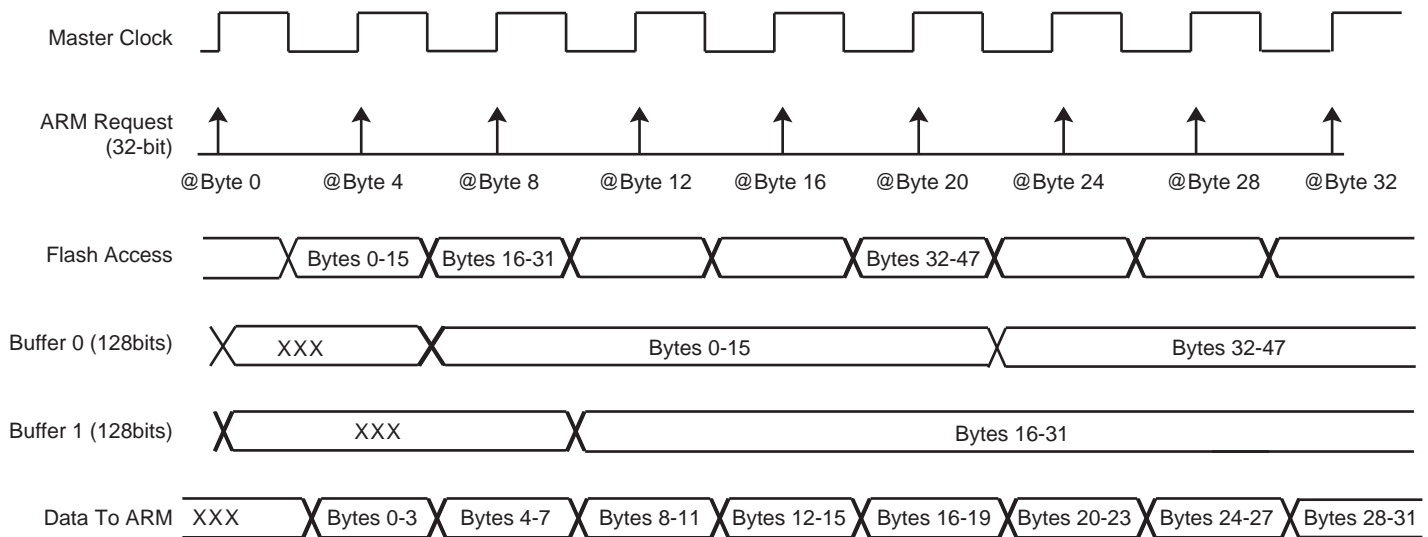 Master Clock
ARM Request
(32-bit)
@Byte 0 @Byte 4 @Byte 8 @Byte 12 @Byte 16 @Byte 20 @Byte 24 @Byte 28 @Byte 32
Flash Access Bytes 0-15 Bytes 16-31 Bytes 32-47
Buffer 0 (128bits) XXX Bytes 0-15 Bytes 32-47
Buffer 1 (128bits) XXX Bytes 16-31
Data To ARM XXX Bytes 0-3 Bytes 4-7 Bytes 8-11 Bytes 12-15 Bytes 16-19 Bytes 20-23 Bytes 24-27 Bytes 28-31